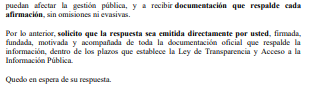 puedan afectar la gestión pública, y a recibir documentación que respalde cada
afirmación, sin omisiones ni evasivas.
Por lo anterior, solicito que la respuesta sea emitida directamente por usted, firmada,
fundada, motivada y acompañada de toda la documentación oficial que respalde la
información, dentro de los plazos que establece la Ley de Transparencia y Acceso a la
Información Pública.
Quedo en espera de su respuesta.